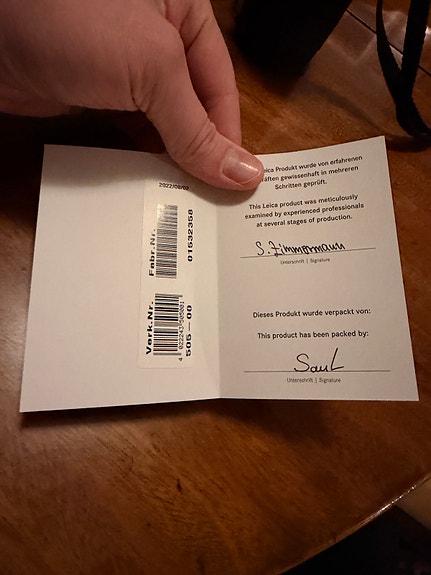 2022/08/02
Fabr.Nr.
01532358
Verk.Nr.
505-00
Leica Produkt wurde von erfahrenen
gewissenhaft in mehreren
Schritten geprüft.
This Leica product was meticulously
examined by experienced professionals
at several stages of production.
S. Zimmermann
Unterschrift | Signature
Dieses Produkt wurde verpackt von:
This product has been packed by:
Saul
Unterschrift | Signature